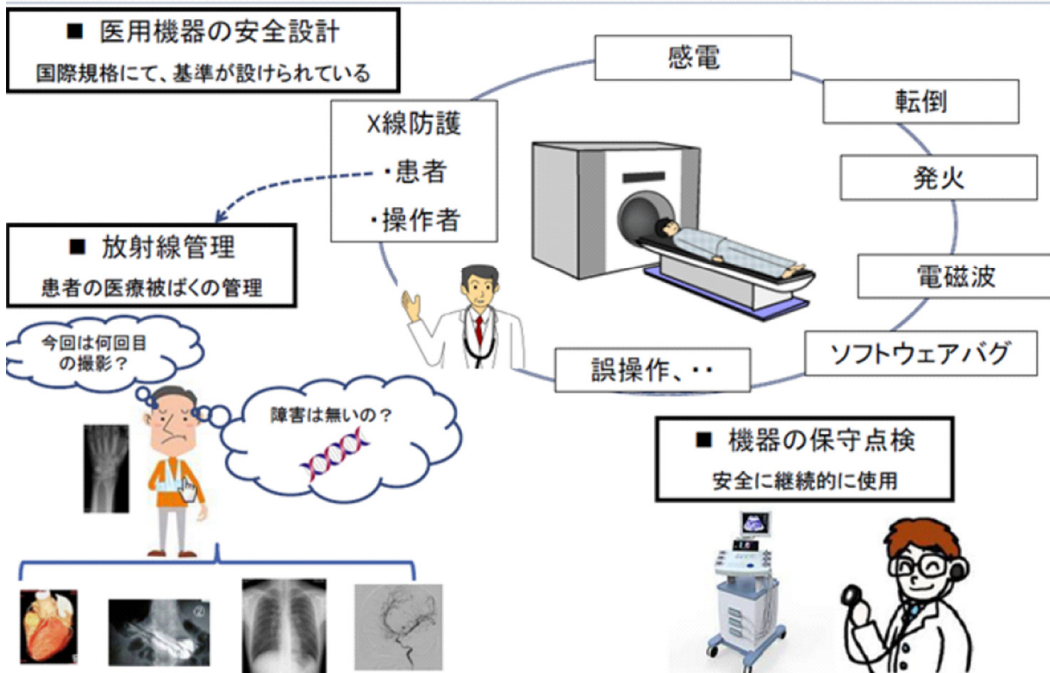 ■ 医用機器の安全設計
国際規格にて、基準が設けられている
感電
転倒
発火
電磁波
ソフトウェアバグ
誤操作、・・
X線防護
・患者
・操作者
■ 放射線管理
患者の医療被ばくの管理
今回は何回目
の撮影?
障害は無いの?
②
■ 機器の保守点検
安全に継続的に使用